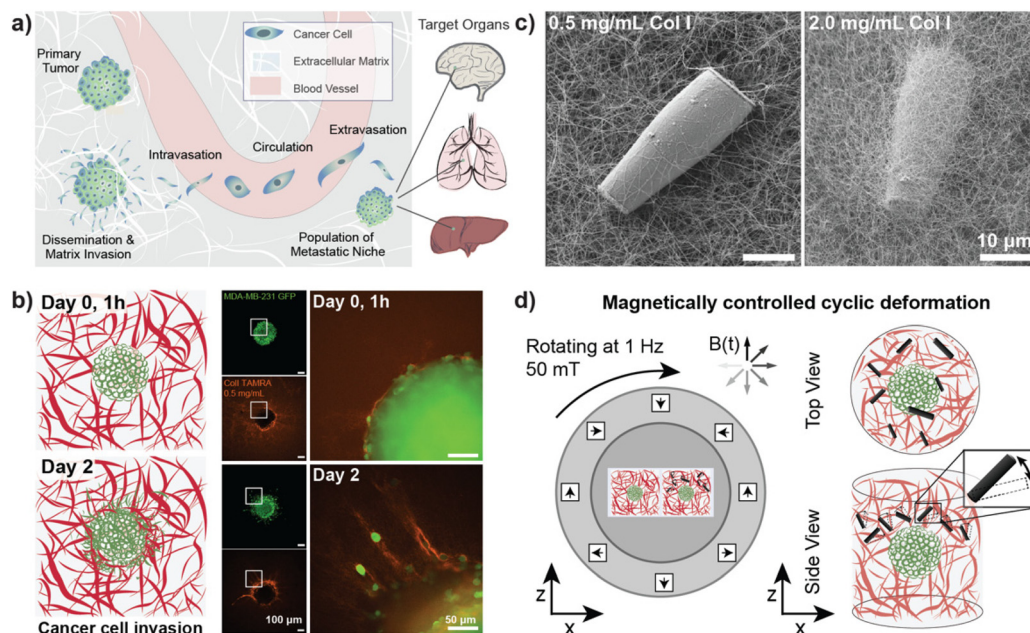 a)
Cancer Cell
Extracellular Matrix
Blood Vessel
Target Organs
Primary
Tumor
Intravasation
Circulation
Extravasation
Dissemination &
Matrix Invasion
Population of
Metastatic Niche
c)
0.5 mg/mL Col I
2.0 mg/mL Col I
10 µm
b)
Day 0, 1h
MDA-MB-231 GFP
Day 0, 1h
Coll TAMRA
0.5 mg/mL
Day 2
Day 2
100 µm
50 µm
Cancer cell invasion
d)
Magnetically controlled cyclic deformation
Rotating at 1 Hz
50 mT
B(t)
Top View
Side View
z
x
z
x